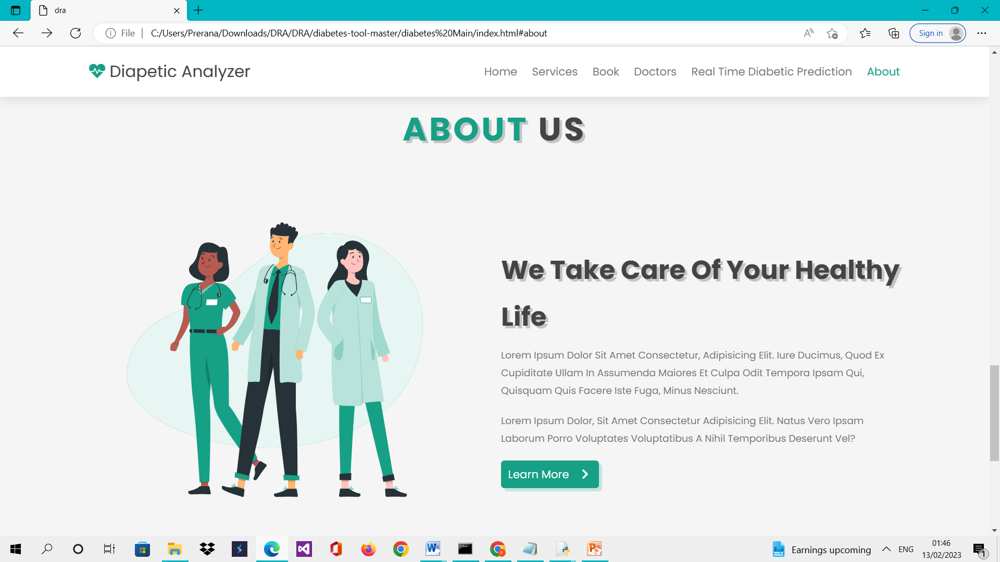 dra
File
C:/Users/Prerana/Downloads/DRA/DRA/diabetes-tool-master/diabetes%20Main/index.html#about
Sign in
Diapetic Analyzer
Home Services Book Doctors Real Time Diabetic Prediction About
ABOUT US
We Take Care Of Your Healthy
Life
Lorem Ipsum Dolor Sit Amet Consectetur, Adipisicing Elit. Iure Ducimus, Quod Ex
Cupiditate Ullam In Assumenda Maiores Et Culpa Odit Tempora Ipsam Qui,
Quisquam Quis Facere Iste Fuga, Minus Nesciunt.
Lorem Ipsum Dolor, Sit Amet Consectetur Adipisicing Elit. Natus Vero Ipsam
Laborum Porro Voluptates Voluptatibus A Nihil Temporibus Deserunt Vel?
Learn More
Earnings upcoming
ENG
01:46
13/02/2023
1